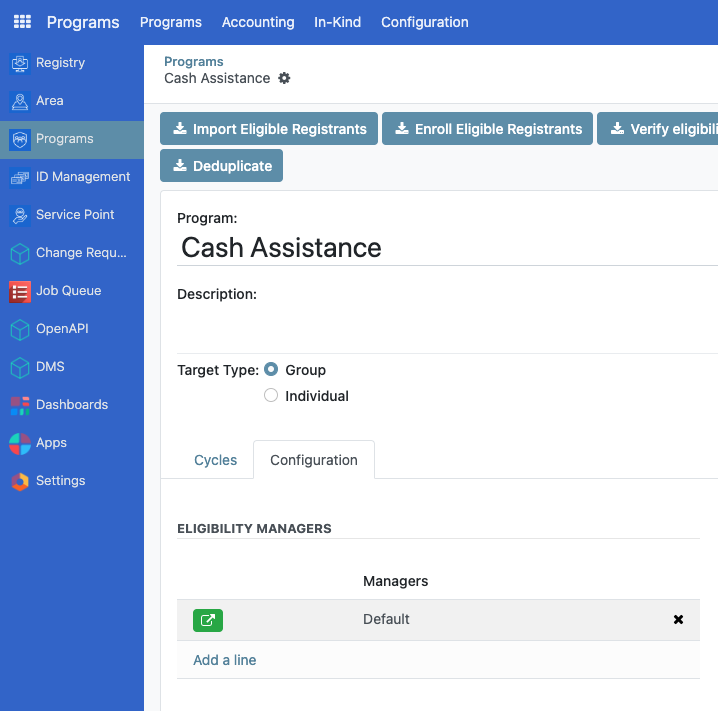 Programs Programs Accounting In-Kind Configuration
Registry
Area
Programs
ID Management
Service Point
Change Requ...
Job Queue
OpenAPI
DMS
Dashboards
Apps
Settings
Programs
Cash Assistance
Import Eligible Registrants Enroll Eligible Registrants Verify eligibili
Deduplicate
Program:
Cash Assistance
Description:
Target Type: Group
Individual
Cycles Configuration
ELIGIBILITY MANAGERS
Managers
Default
Add a line